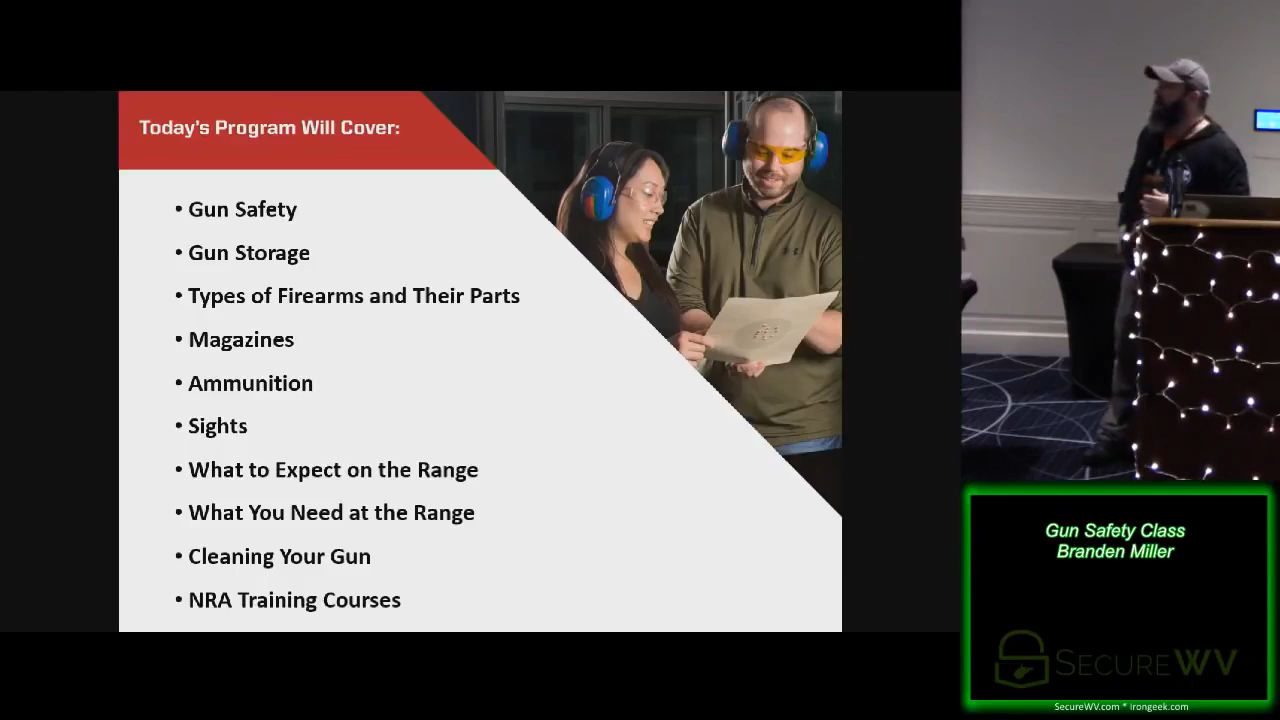 Today's Program Will Cover:
• Gun Safety
• Gun Storage
• Types of Firearms and Their Parts
• Magazines
• Ammunition
• Sights
• What to Expect on the Range
• What You Need at the Range
• Cleaning Your Gun
• NRA Training Courses
Gun Safety Class
Branden Miller
SECUREWV
SecureWV.com * Irongeek.com